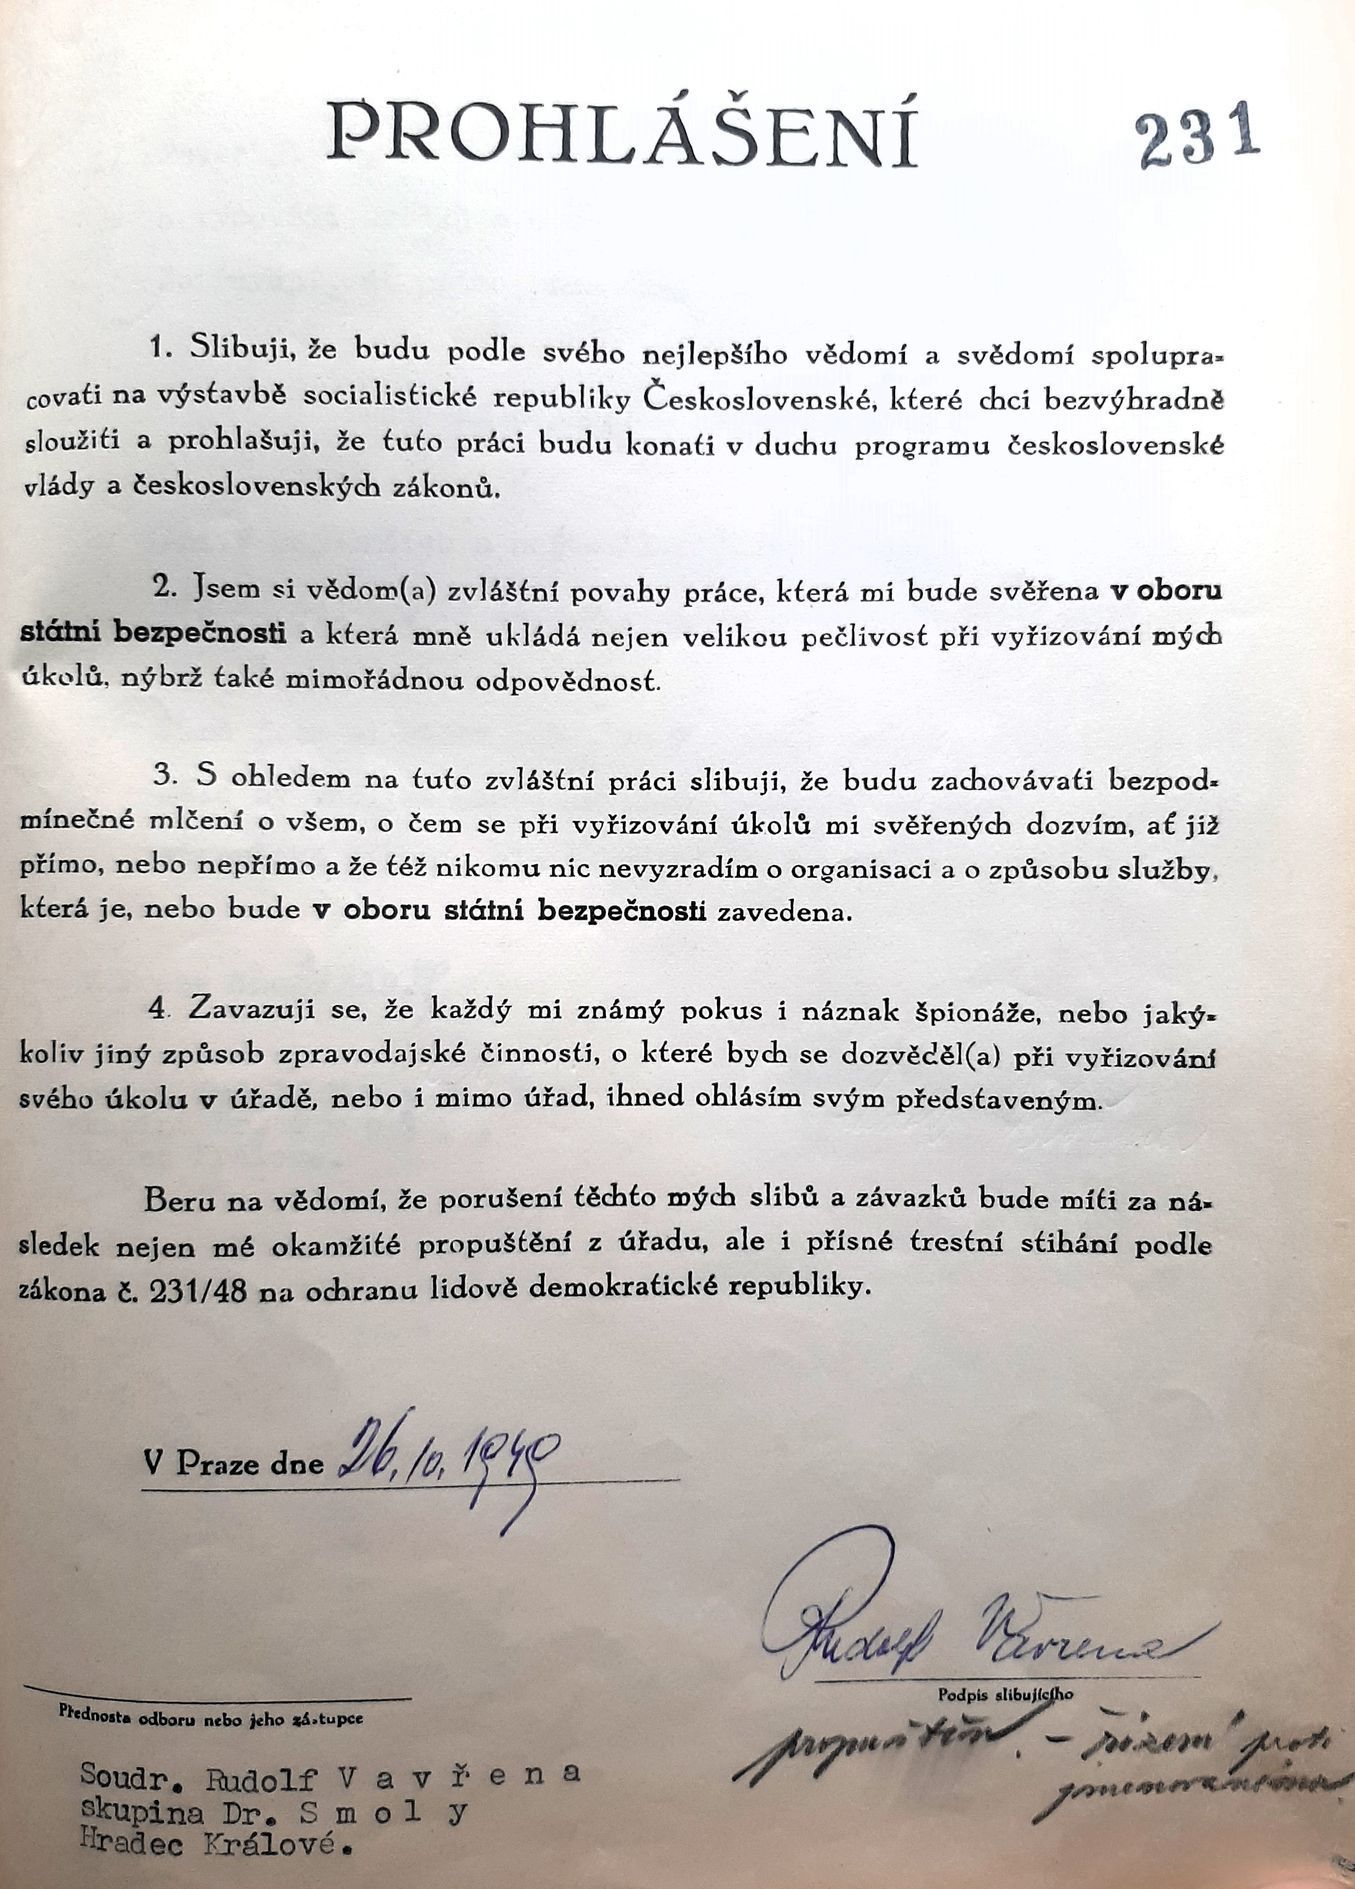 PROHLÁŠENÍ
231
1. Slibuji, že budu podle svého nejlepšího vědomí a svědomí spolupra=
covati na výstavbě socialistické republiky Československé, které chci bezvýhradně
sloužiti a prohlašuji, že tuto práci budu konati v duchu programu československé
vlády a československých zákonů.
2. Jsem si vědom(a) zvláštní povahy práce, která mi bude svěřena v oboru
státní bezpečnosti a která mně ukládá nejen velikou pečlivost při vyřizování mých
úkolů, nýbrž také mimořádnou odpovědnost.
3. S ohledem na tuto zvláštní práci slibuji, že budu zachovávati bezpod=
mínečné mlčení o všem, o čem se při vyřizování úkolů mi svěřených dozvím, ať již
přímo, nebo nepřímo a že též nikomu nic nevyzradím o organisaci a o způsobu služby,
která je, nebo bude v oboru státní bezpečnosti zavedena.
4. Zavazuji se, že každý mi známý pokus i náznak špionáže, nebo jaký=
koliv jiný způsob zpravodajské činnosti, o které bych se dozvěděl(a) při vyřizování
svého úkolu v úřadě, nebo i mimo úřad, ihned ohlásím svým představeným.
Beru na vědomí, že porušení těchto mých slibů a závazků bude míti za ná=
sledek nejen mé okamžité propuštění z úřadu, ale i přísné trestní stihání podle
zákona č. 231/48 na ochranu lidově demokratické republiky.
V Praze dne 26.10.1949
Rudolf Vavřena
Podpis slibujícího
Přednosta odboru nebo jeho zástupce
propuštěn. – řízení proti
jmenovanému.
Soudr. Rudolf V a v ř e n a
skupina Dr. S m o l y
Hradec Králové.